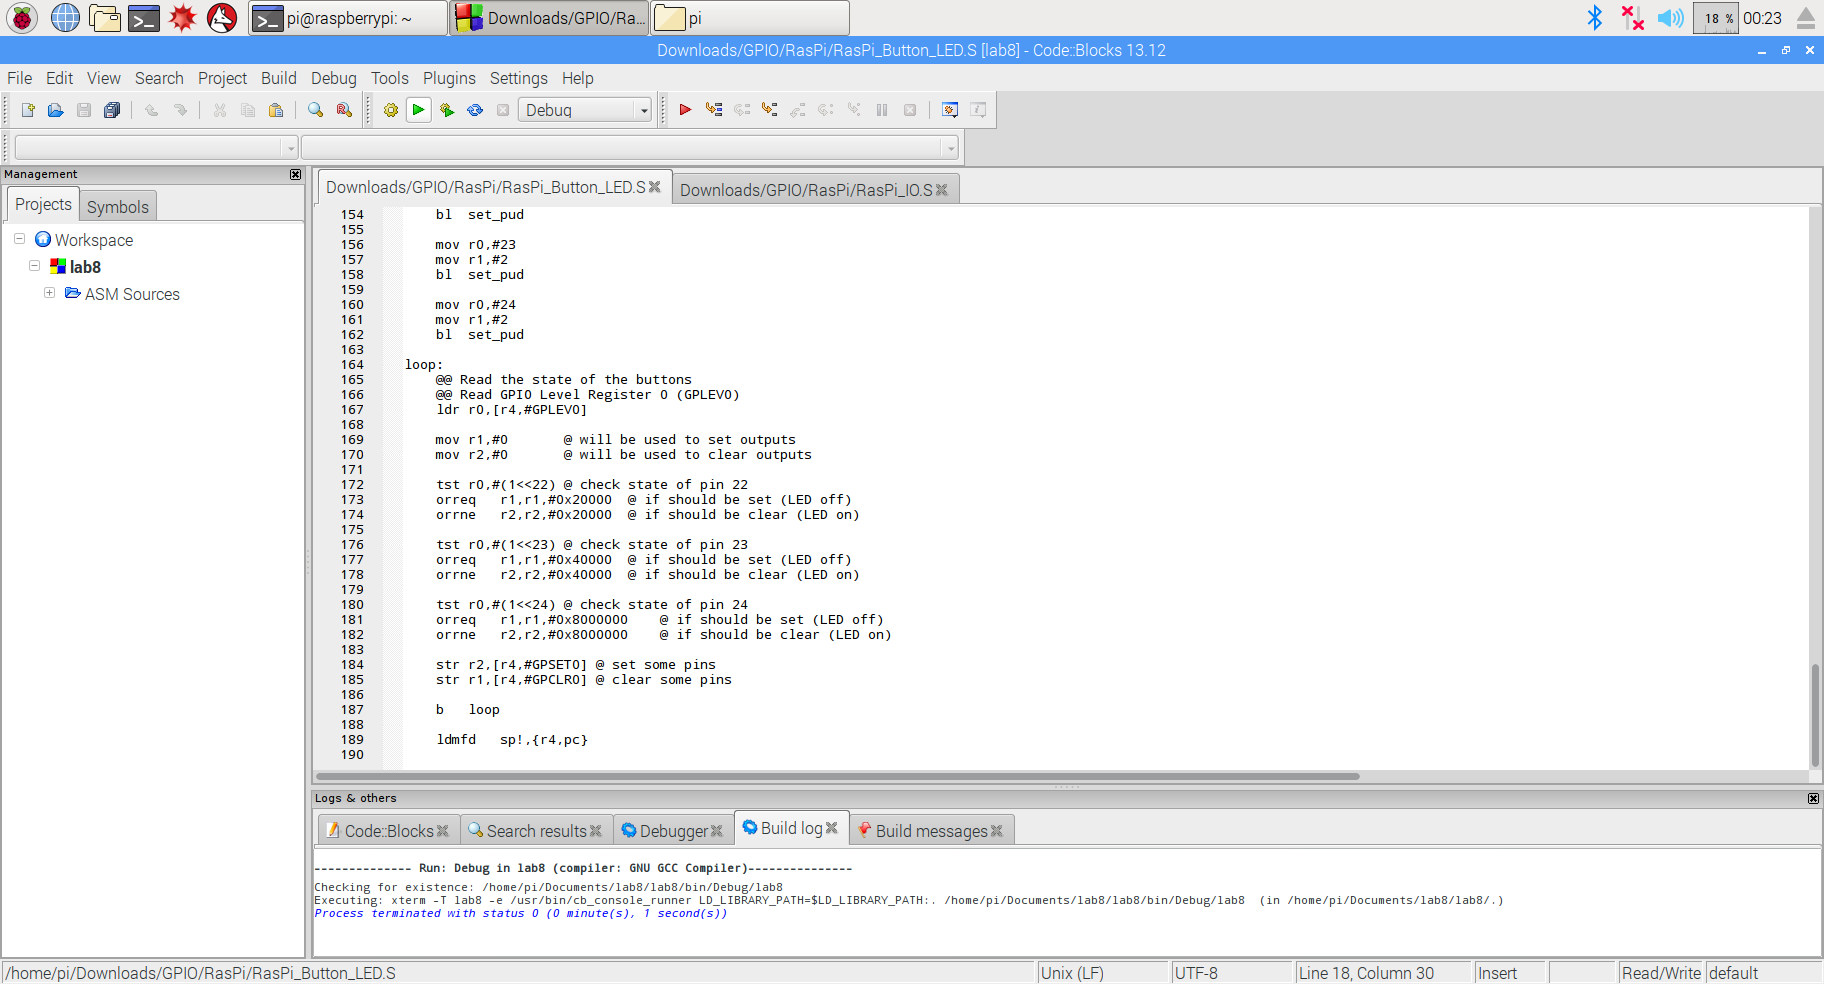 pi@raspberrypi: ~
Downloads/GPIO/Ra...
pi
18 %
00:23
Downloads/GPIO/RasPi/RasPi_Button_LED.S [lab8] - Code::Blocks 13.12
File Edit View Search Project Build Debug Tools Plugins Settings Help
Debug
Management
Projects
Symbols
Workspace
lab8
ASM Sources
Downloads/GPIO/RasPi/RasPi_Button_LED.S
Downloads/GPIO/RasPi/RasPi_IO.S
154 bl set_pud
155
156 mov r0,#23
157 mov r1,#2
158 bl set_pud
159
160 mov r0,#24
161 mov r1,#2
162 bl set_pud
163
164 loop:
165 @@ Read the state of the buttons
166 @@ Read GPIO Level Register 0 (GPLEV0)
167 ldr r0,[r4,#GPLEV0]
168
169 mov r1,#0 @ will be used to set outputs
170 mov r2,#0 @ will be used to clear outputs
171
172 tst r0,#(1<<22) @ check state of pin 22
173 orreq r1,r1,#0x20000 @ if should be set (LED off)
174 orrne r2,r2,#0x20000 @ if should be clear (LED on)
175
176 tst r0,#(1<<23) @ check state of pin 23
177 orreq r1,r1,#0x40000 @ if should be set (LED off)
178 orrne r2,r2,#0x40000 @ if should be clear (LED on)
179
180 tst r0,#(1<<24) @ check state of pin 24
181 orreq r1,r1,#0x8000000 @ if should be set (LED off)
182 orrne r2,r2,#0x8000000 @ if should be clear (LED on)
183
184 str r2,[r4,#GPSET0] @ set some pins
185 str r1,[r4,#GPCLR0] @ clear some pins
186
187 b loop
188
189 ldmfd sp!,{r4,pc}
190
Logs & others
Code::Blocks
Search results
Debugger
Build log
Build messages
-------------- Run: Debug in lab8 (compiler: GNU GCC Compiler)---------------
Checking for existence: /home/pi/Documents/lab8/lab8/bin/Debug/lab8
Executing: xterm -T lab8 -e /usr/bin/cb_console_runner LD_LIBRARY_PATH=$LD_LIBRARY_PATH:. /home/pi/Documents/lab8/lab8/bin/Debug/lab8 (in /home/pi/Documents/lab8/lab8/.)
Process terminated with status 0 (0 minute(s), 1 second(s))
/home/pi/Downloads/GPIO/RasPi/RasPi_Button_LED.S
Unix (LF)
UTF-8
Line 18, Column 30
Insert
Read/Write
default